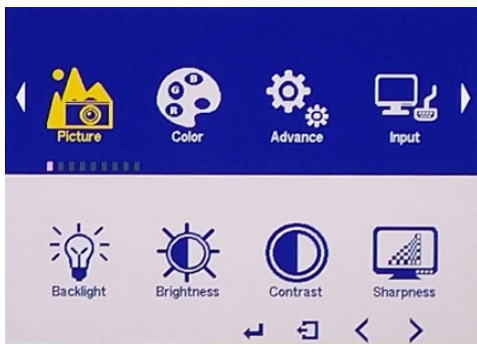 B
G
R
Picture
Color
Advance
Input
Backlight
Brightness
Contrast
Sharpness